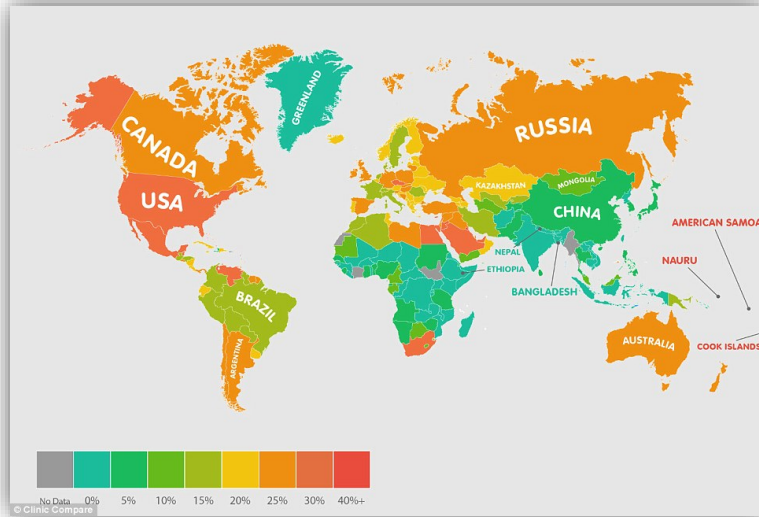 GREENLAND
CANADA
RUSSIA
USA
KAZAKHSTAN
MONGOLIA
CHINA
AMERICAN SAMOA
NEPAL
NAURU
ETHIOPIA
BANGLADESH
BRAZIL
ARGENTINA
AUSTRALIA
COOK ISLANDS
No Data 0% 5% 10% 15% 20% 25% 30% 40%+
© Clinic Compare